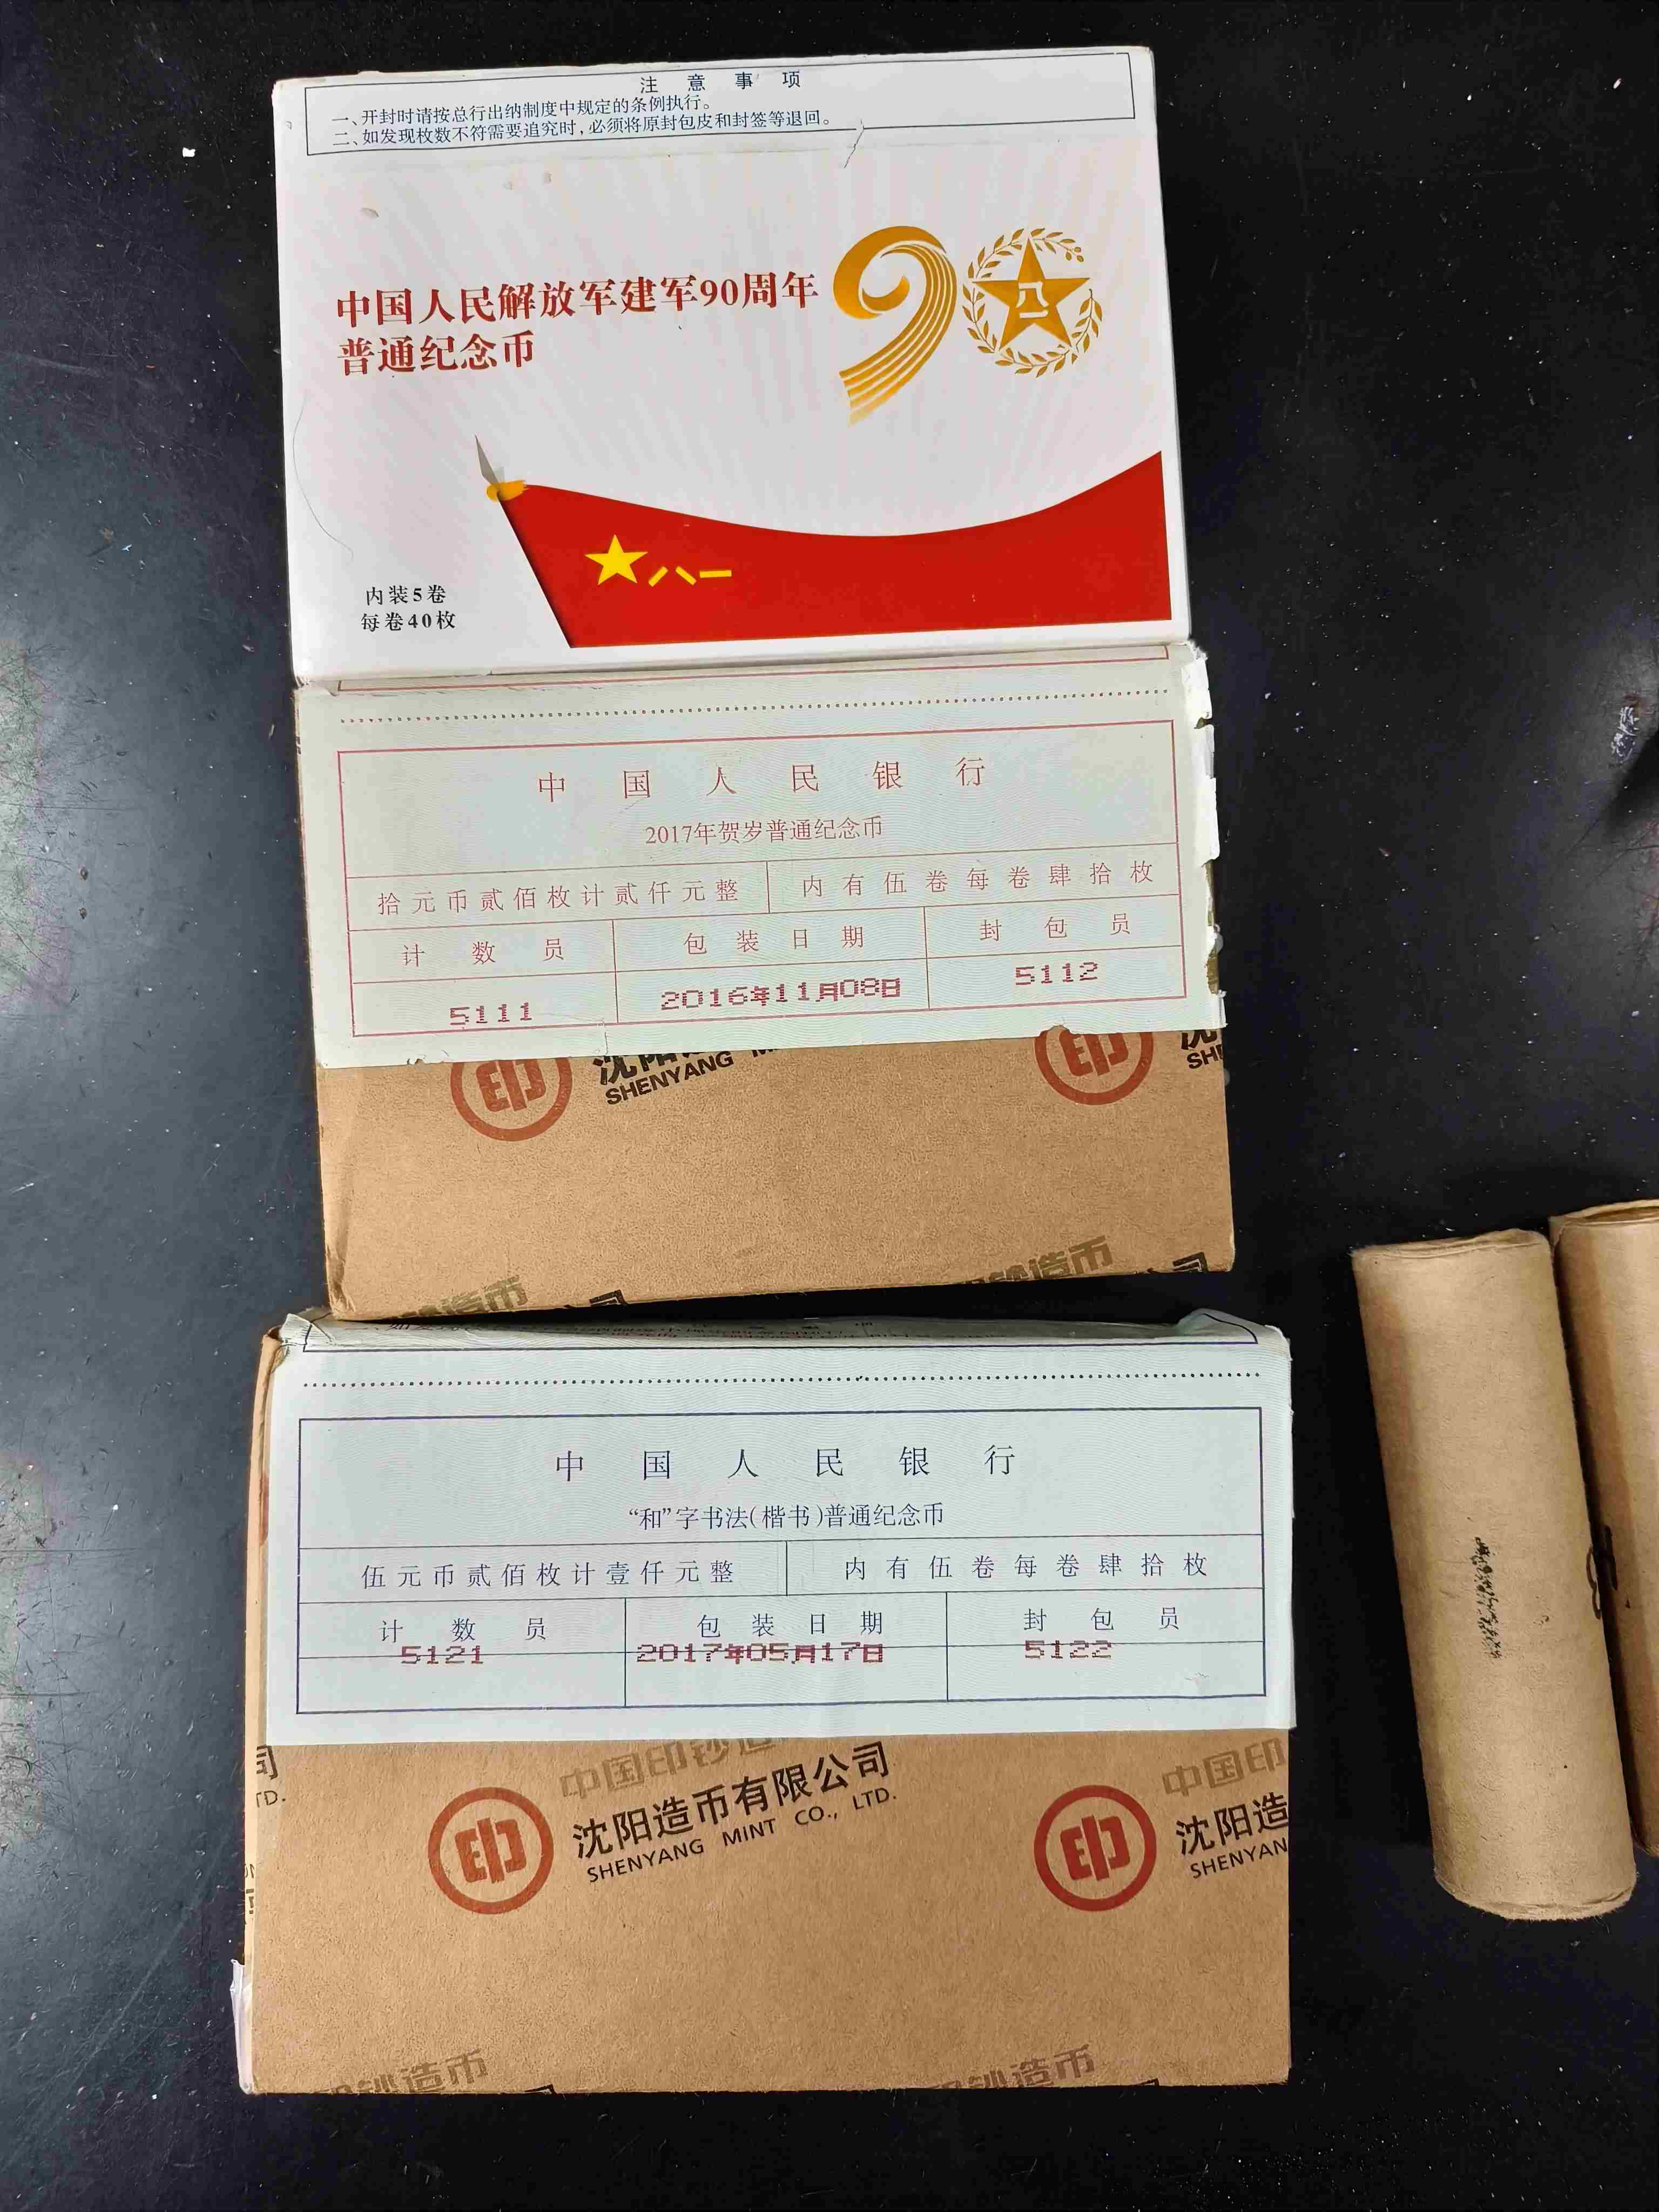 注意事项
一、开封时请按总行出纳制度中规定的条例执行。
二、如发现枚数不符需要追究时，必须将原封包皮和封签等退回。
中国人民解放军建军90周年
普通纪念币
八一
内装5卷
每卷40枚
中国人民银行
2017年贺岁普通纪念币
拾元币贰佰枚计贰仟元整 内有伍卷每卷肆拾枚
计数员 包装日期 封包员
5111 2016年11月08日 5112
SHENYANG
造币
中国人民银行
“和”字书法(楷书)普通纪念币
伍元币贰佰枚计壹仟元整 内有伍卷每卷肆拾枚
计数员 包装日期 封包员
5121 2017年05月17日 5122
中国印钞造 中国印
司 沈阳造币有限公司 沈阳造
TD. SHENYANG MINT CO., LTD. SHENYAN
钞造币 钞造币